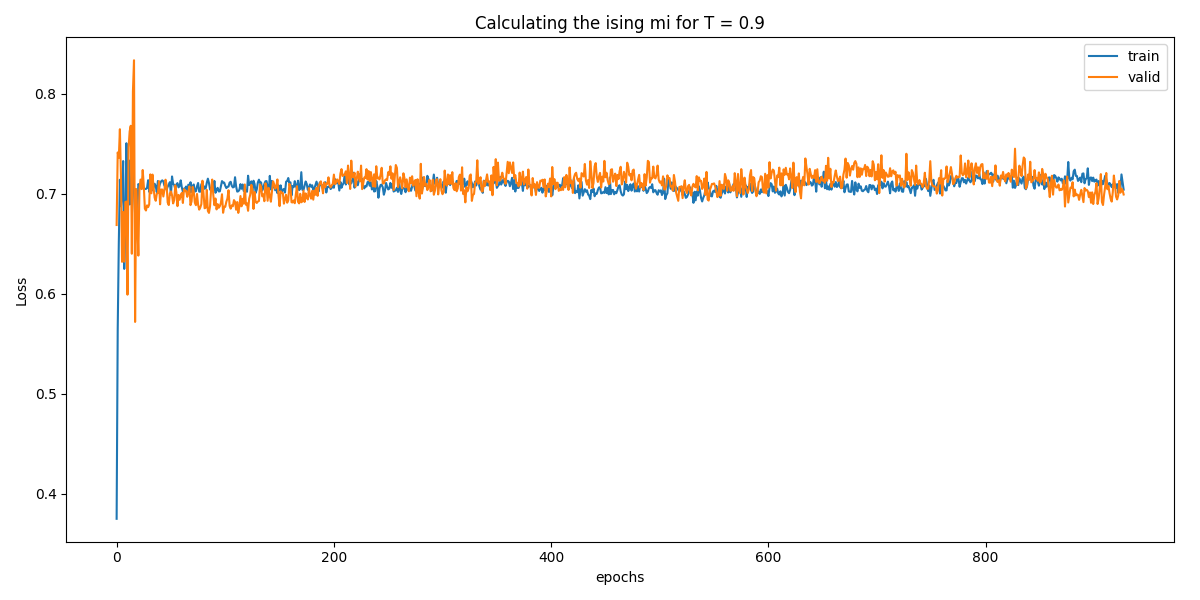 Calculating the ising mi for T = 0.9
train
valid
0.8
0.7
0.6
0.5
0.4
Loss
0
200
400
600
800
epochs